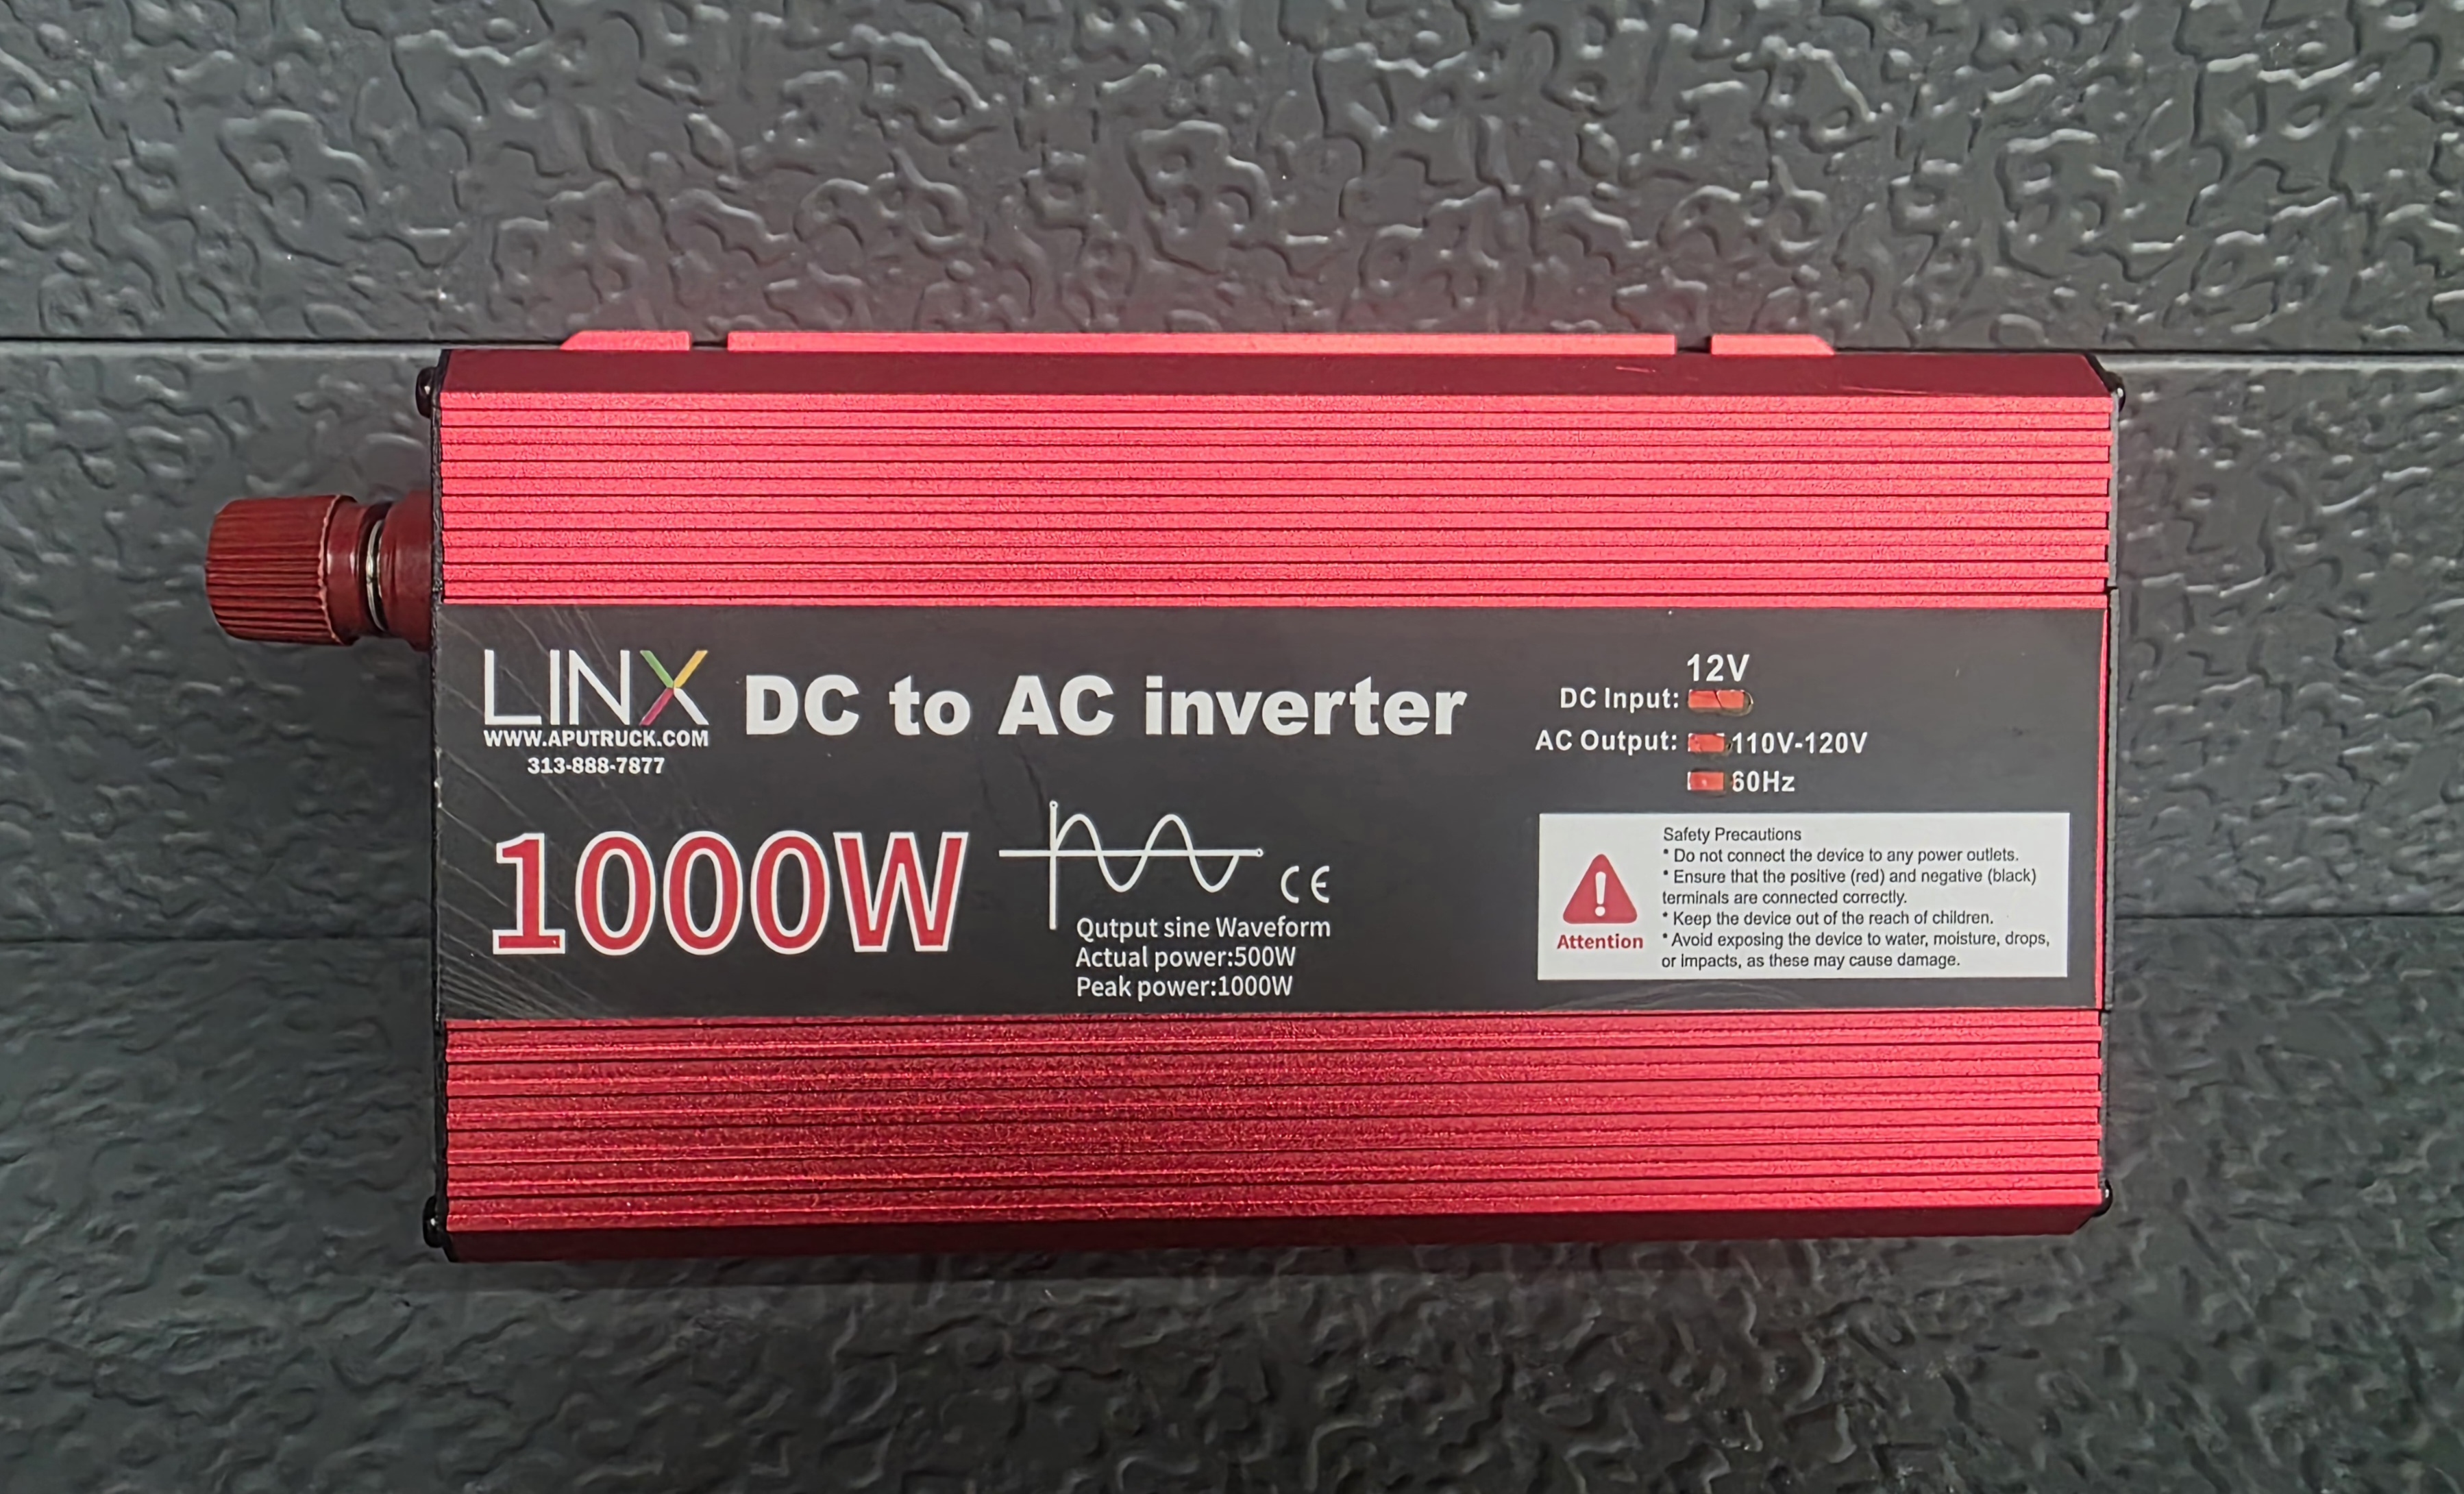 LINX
WWW.APUTRUCK.COM
313-888-7877
DC to AC inverter
1000W
CE
Qutput sine Waveform
Actual power:500W
Peak power:1000W
12V
DC Input:
AC Output: 110V-120V
60Hz
Attention
Safety Precautions
* Do not connect the device to any power outlets.
* Ensure that the positive (red) and negative (black)
terminals are connected correctly.
* Keep the device out of the reach of children.
* Avoid exposing the device to water, moisture, drops,
or Impacts, as these may cause damage.